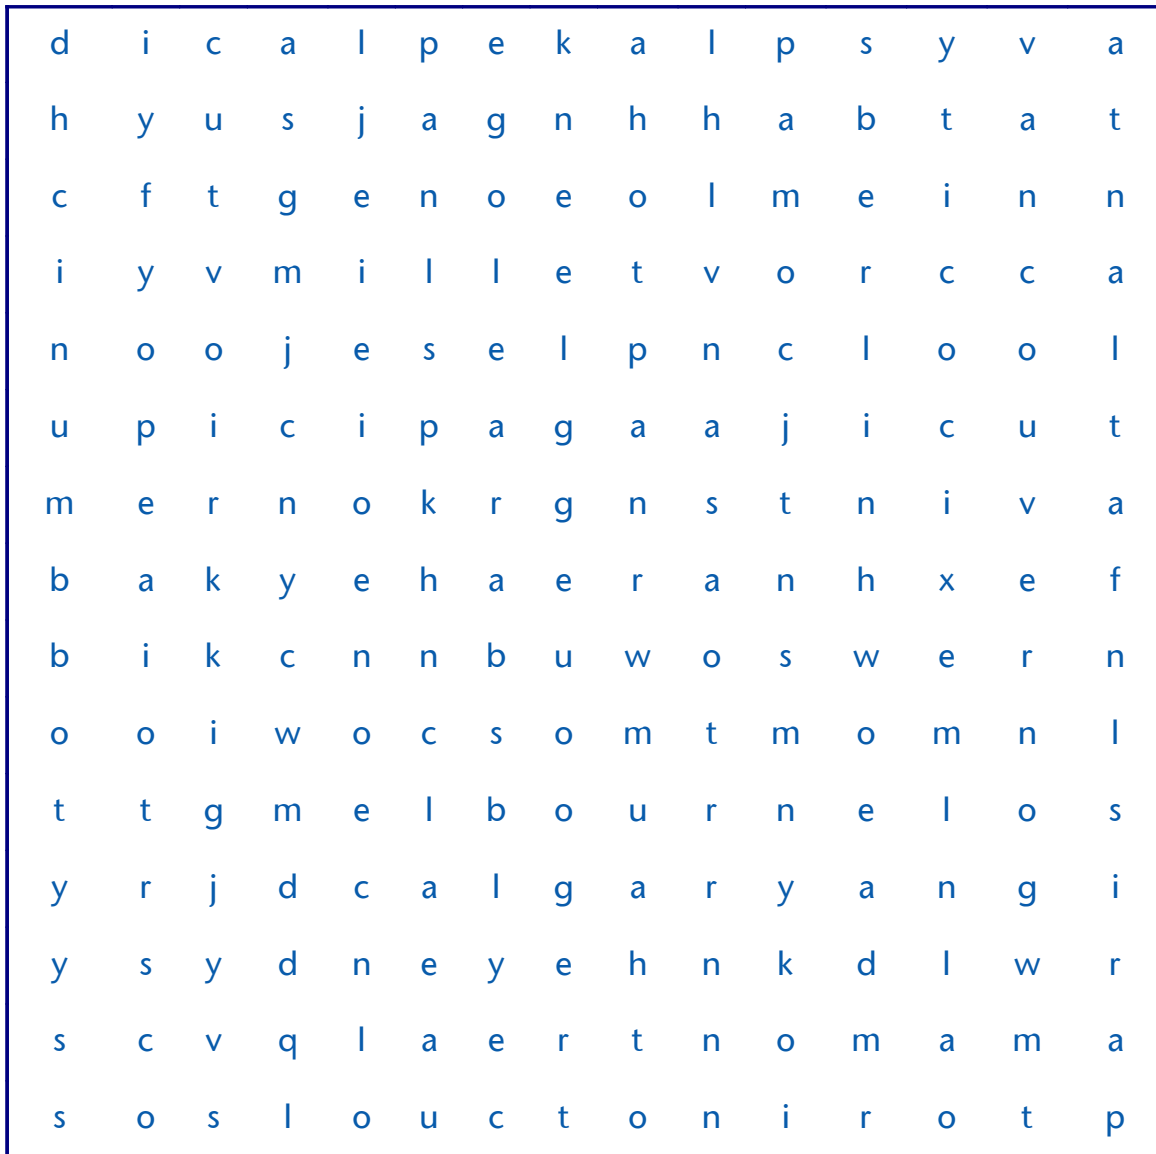 d i c a l p e k a l p s y v a
h y u s j a g n h h a b t a t
c f t g e n o e o l m e i n n
i y v m i l l e t v o r c c a
n o o j e s e l p n c l o o l
u p i c i p a g a a j i c u t
m e r n o k r g n s t n i v a
b a k y e h a e r a n h x e f
b i k c n n b u w o s w e r n
o o i w o c s o m t m o m n l
t t g m e l b o u r n e l o s
y r j d c a l g a r y a n g i
y s y d n e y e h n k d l w r
s c v q l a e r t n o m a m a
s o s l o u c t o n i r o t p